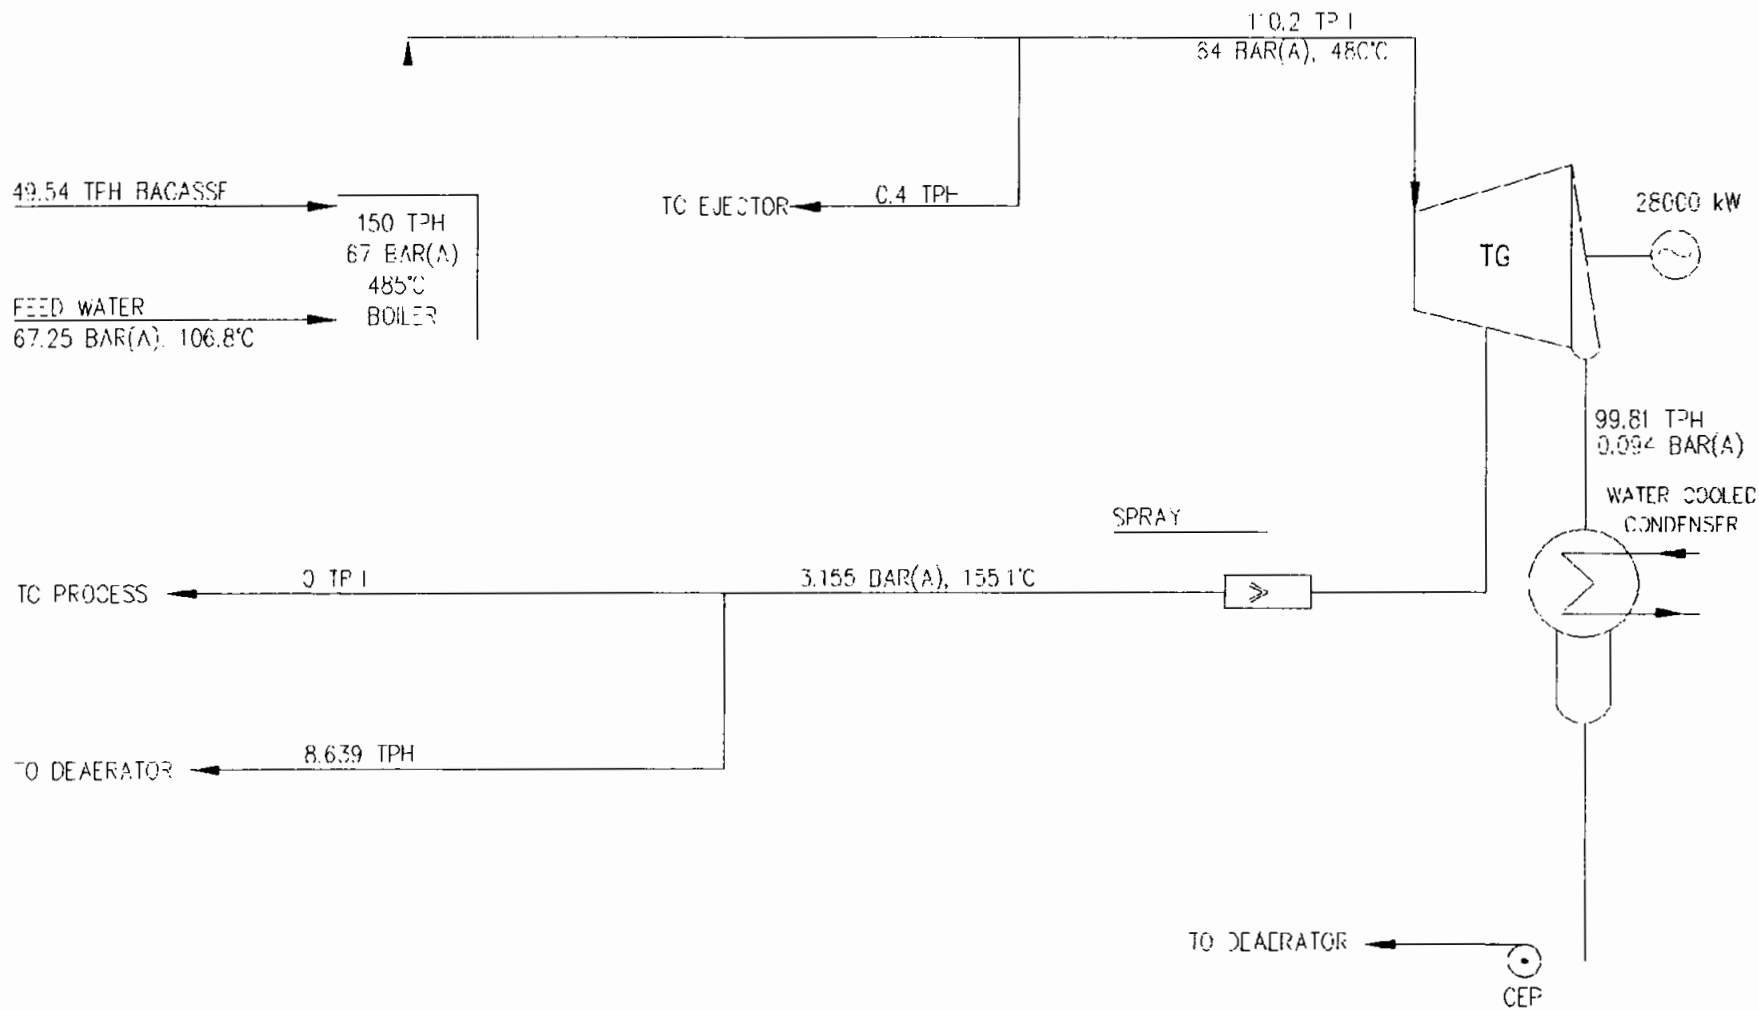 110.2 TPH
64 BAR(A), 480°C
49.54 TPH BAGASSE
150 TPH
67 BAR(A)
485°C
BOILER
TO EJECTOR
0.4 TPH
28000 kW
TG
FEED WATER
67.25 BAR(A), 106.8°C
99.81 TPH
0.094 BAR(A)
WATER COOLED
CONDENSER
SPRAY
TO PROCESS
0 TPH
3.155 BAR(A), 155.1°C
TO DEAERATOR
8.639 TPH
TO DEAERATOR
CEP